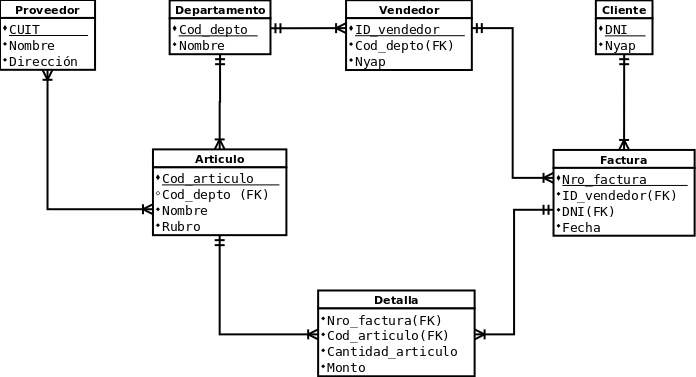 Proveedor
CUIT
Nombre
Dirección
Departamento
Cod_depto
Nombre
Vendedor
ID_vendedor
Cod_depto(FK)
Nyap
Cliente
DNI
Nyap
Articulo
Cod_articulo
Cod_depto (FK)
Nombre
Rubro
Factura
Nro_factura
ID_vendedor(FK)
DNI(FK)
Fecha
Detalla
Nro_factura(FK)
Cod_articulo(FK)
Cantidad_articulo
Monto